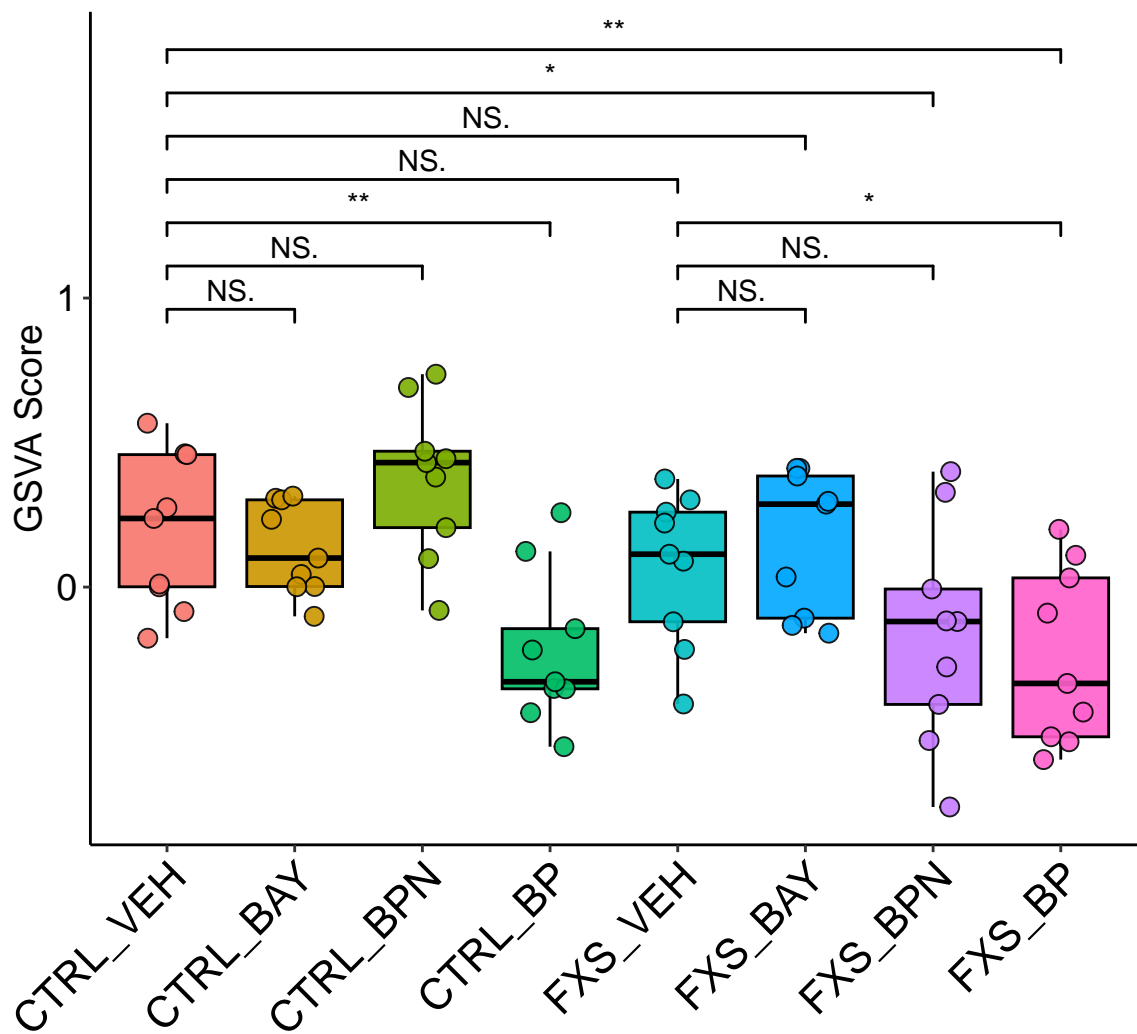 **
*
NS.
NS.
** *
NS. NS.
NS. NS.
1
0
GSVA Score
CTRL_VEH
CTRL_BAY
CTRL_BPN
CTRL_BP
FXS_VEH
FXS_BAY
FXS_BPN
FXS_BP